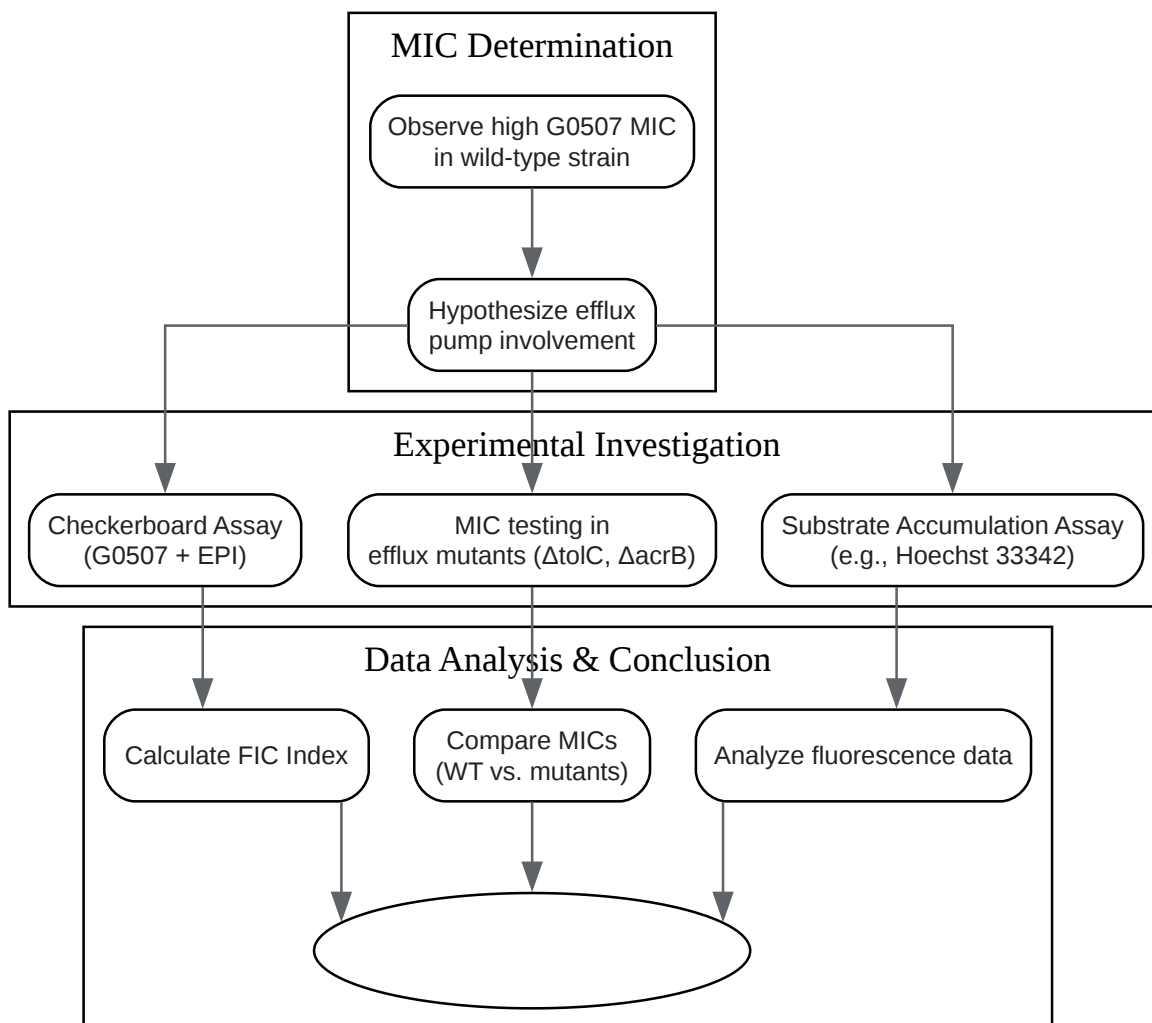 MIC Determination
Observe high G0507 MIC
in wild-type strain
Hypothesize efflux
pump involvement
Experimental Investigation
Checkerboard Assay
(G0507 + EPI)
MIC testing in
efflux mutants (ΔtolC, ΔacrB)
Substrate Accumulation Assay
(e.g., Hoechst 33342)
Data Analysis & Conclusion
Calculate FIC Index
Compare MICs
(WT vs. mutants)
Analyze fluorescence data